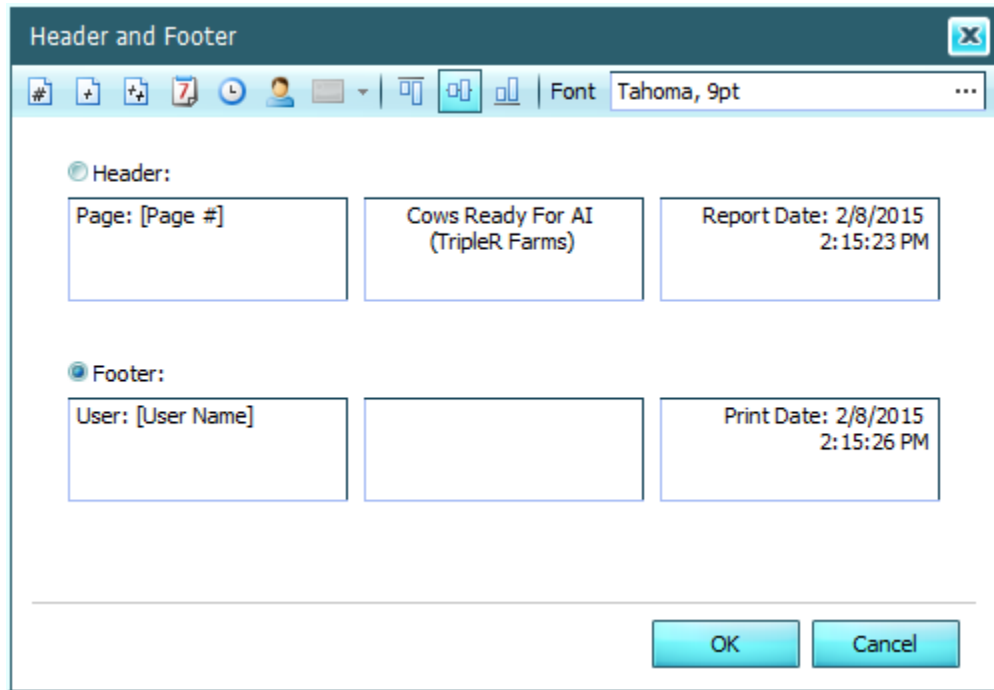 Header and Footer
# + ++ 7 Font Tahoma, 9pt ...
Header:
Page: [Page #]
Cows Ready For AI
(TripleR Farms)
Report Date: 2/8/2015
2:15:23 PM
Footer:
User: [User Name]
Print Date: 2/8/2015
2:15:26 PM
OK Cancel